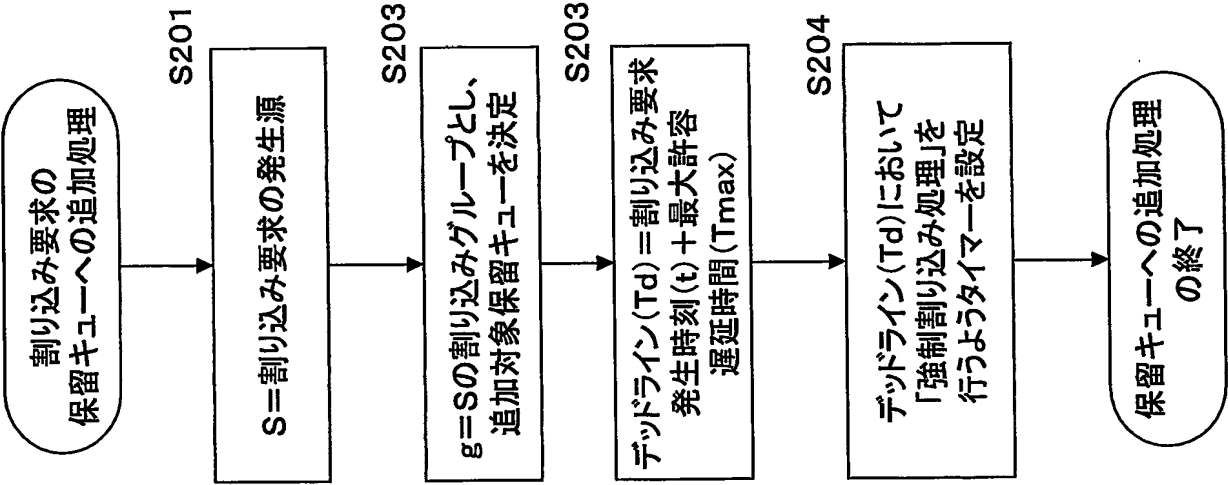 割り込み要求の
保留キューへの追加処理
S201
S＝割り込み要求の発生源
S203
g＝Sの割り込みグループとし、
追加対象保留キューを決定
S203
デッドライン(Td)＝割り込み要求
発生時刻(t)＋最大許容
遅延時間(Tmax)
S204
デッドライン(Td)において
「強制割り込み処理」を
行うようタイマーを設定
保留キューへの追加処理
の終了